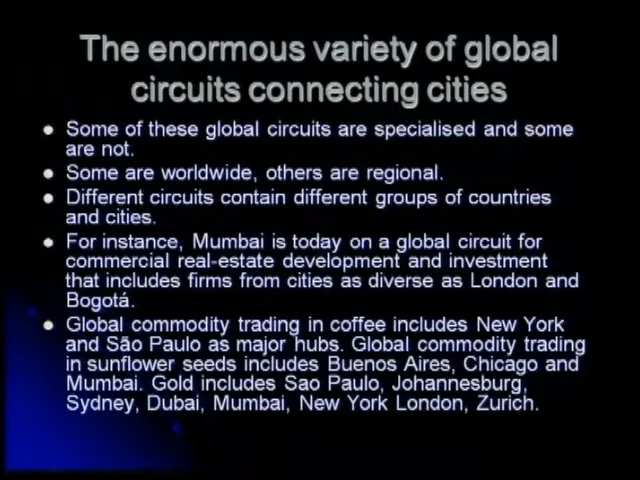 The enormous variety of global
circuits connecting cities
Some of these global circuits are specialised and some
are not.
Some are worldwide, others are regional.
Different circuits contain different groups of countries
and cities.
For instance, Mumbai is today on a global circuit for
commercial real-estate development and investment
that includes firms from cities as diverse as London and
Bogotá.
Global commodity trading in coffee includes New York
and São Paulo as major hubs. Global commodity trading
in sunflower seeds includes Buenos Aires, Chicago and
Mumbai. Gold includes Sao Paulo, Johannesburg,
Sydney, Dubai, Mumbai, New York London, Zurich.